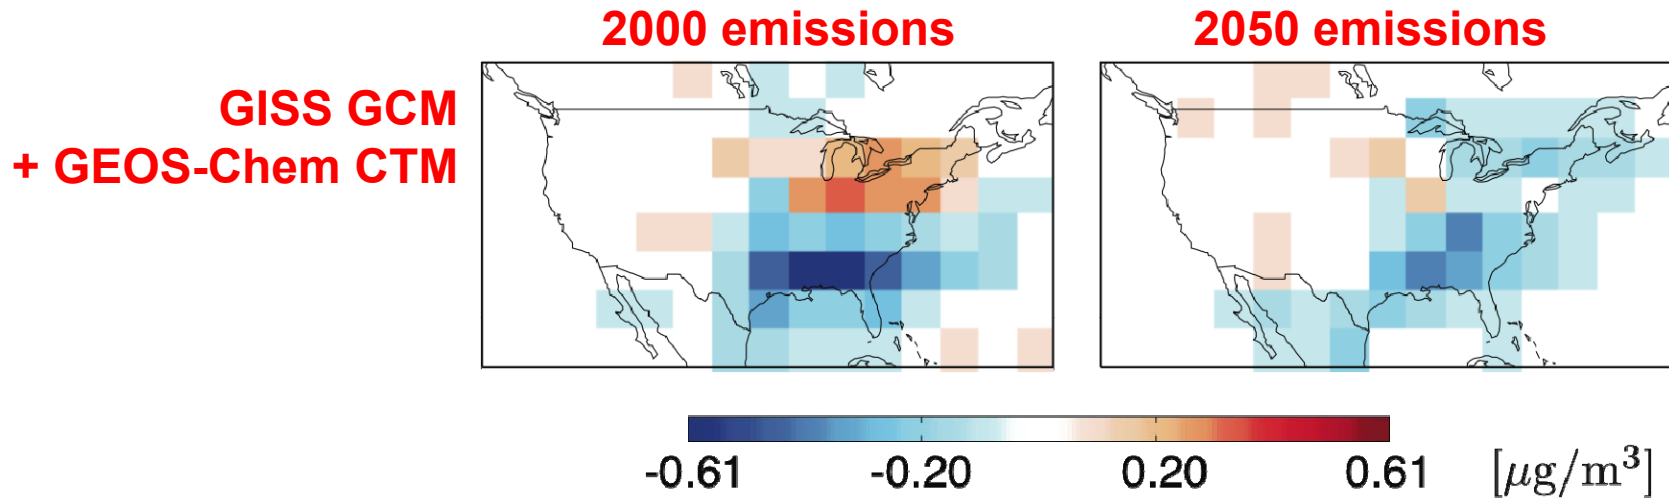 2000 emissions
2050 emissions
GISS GCM
+ GEOS-Chem CTM
-0.61
-0.20
0.20
0.61
[μg/m³]